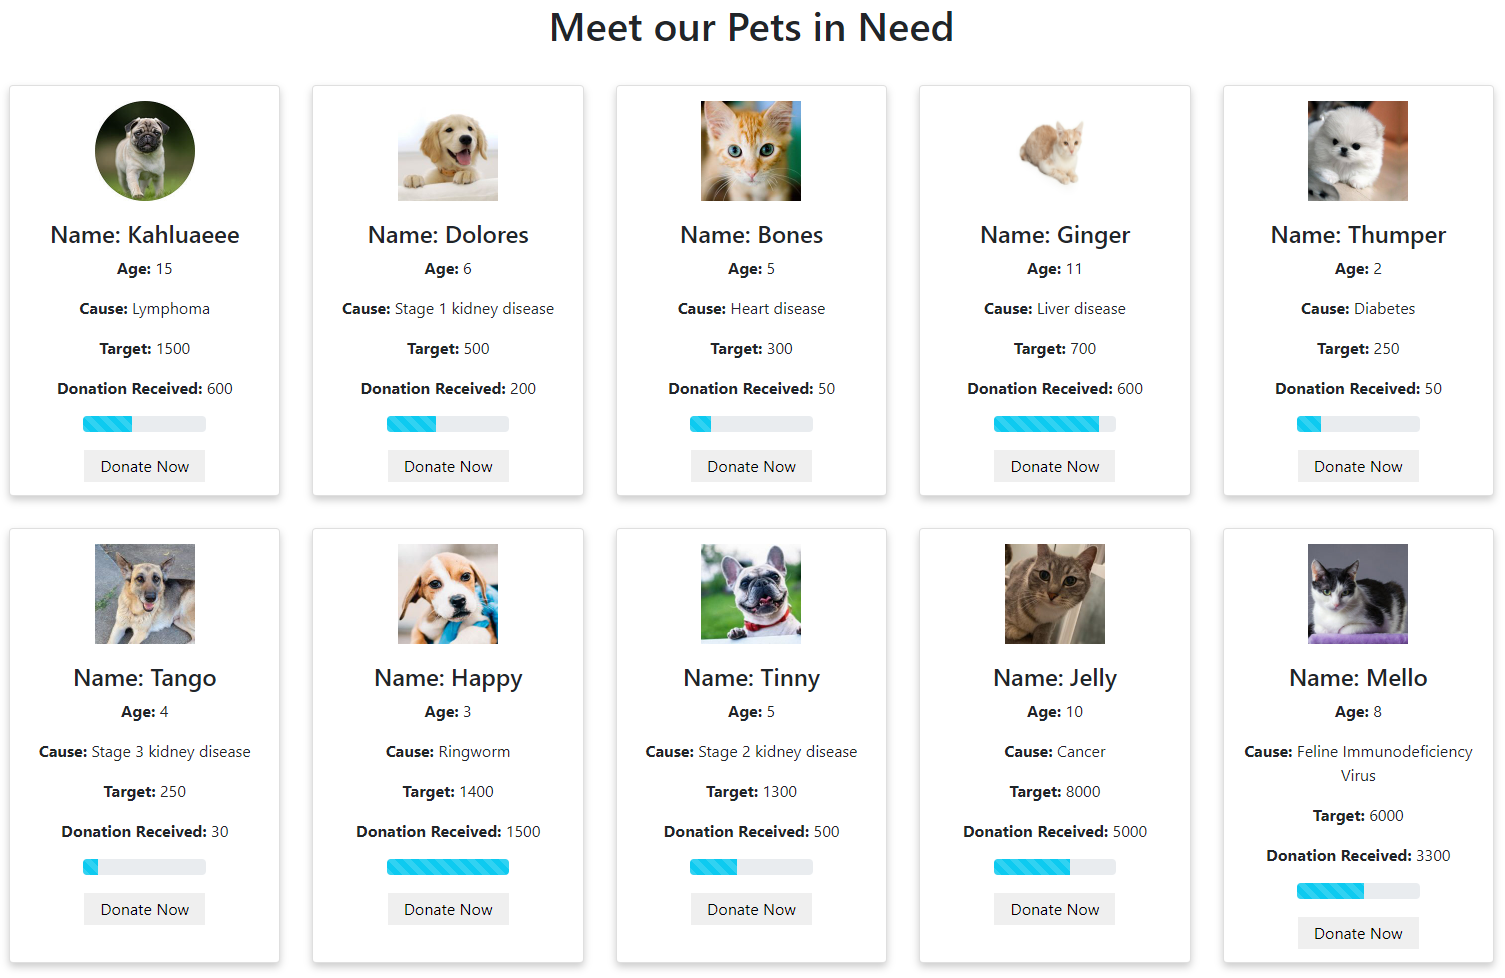 Meet our Pets in Need
Name: Kahluaeee
Age: 15
Cause: Lymphoma
Target: 1500
Donation Received: 600
Donate Now
Name: Dolores
Age: 6
Cause: Stage 1 kidney disease
Target: 500
Donation Received: 200
Donate Now
Name: Bones
Age: 5
Cause: Heart disease
Target: 300
Donation Received: 50
Donate Now
Name: Ginger
Age: 11
Cause: Liver disease
Target: 700
Donation Received: 600
Donate Now
Name: Thumper
Age: 2
Cause: Diabetes
Target: 250
Donation Received: 50
Donate Now
Name: Tango
Age: 4
Cause: Stage 3 kidney disease
Target: 250
Donation Received: 30
Donate Now
Name: Happy
Age: 3
Cause: Ringworm
Target: 1400
Donation Received: 1500
Donate Now
Name: Tinny
Age: 5
Cause: Stage 2 kidney disease
Target: 1300
Donation Received: 500
Donate Now
Name: Jelly
Age: 10
Cause: Cancer
Target: 8000
Donation Received: 5000
Donate Now
Name: Mello
Age: 8
Cause: Feline Immunodeficiency
Virus
Target: 6000
Donation Received: 3300
Donate Now